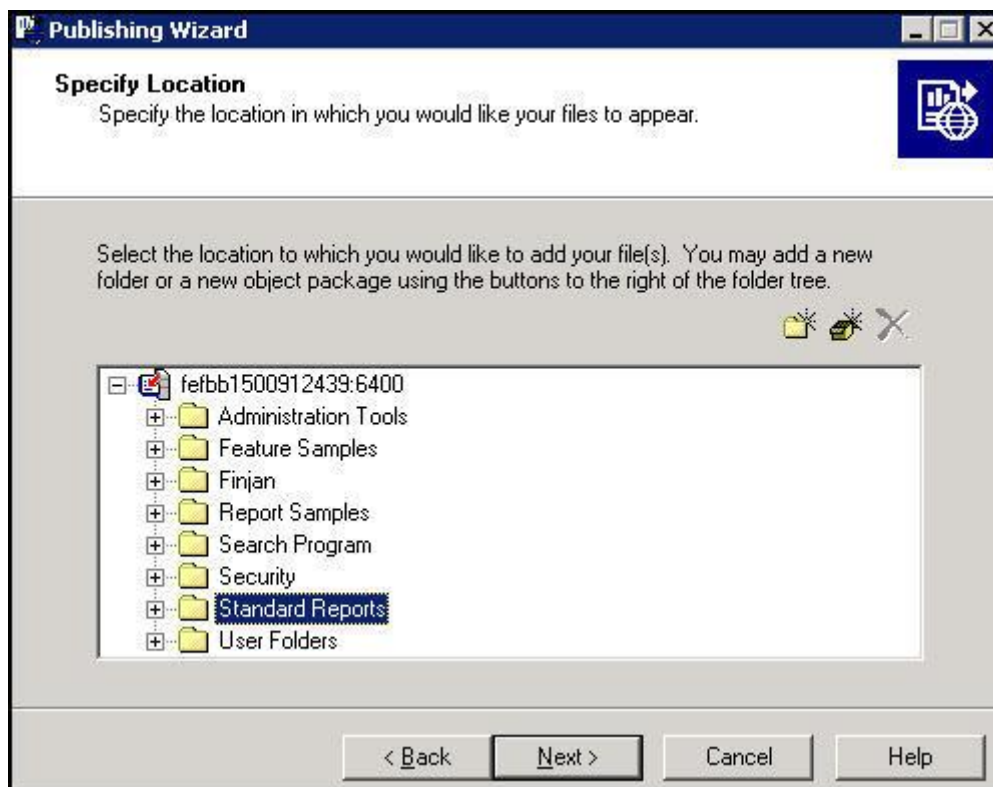 Publishing Wizard
Specify Location
Specify the location in which you would like your files to appear.
Select the location to which you would like to add your file(s). You may add a new
folder or a new object package using the buttons to the right of the folder tree.
fefbb1500912439:6400
Administration Tools
Feature Samples
Finjan
Report Samples
Search Program
Security
Standard Reports
User Folders
< Back
Next >
Cancel
Help